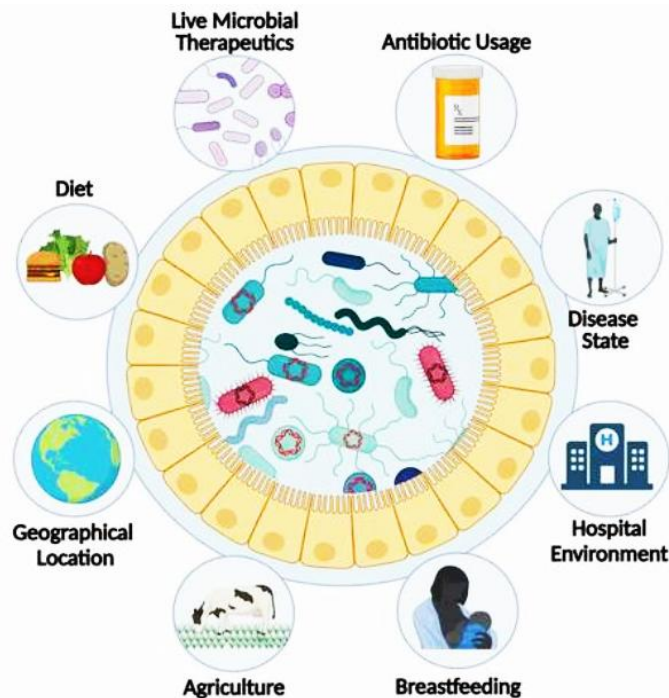 Live Microbial
Therapeutics
Antibiotic Usage
Diet
Disease
State
H
Geographical
Location
Hospital
Environment
Agriculture
Breastfeeding